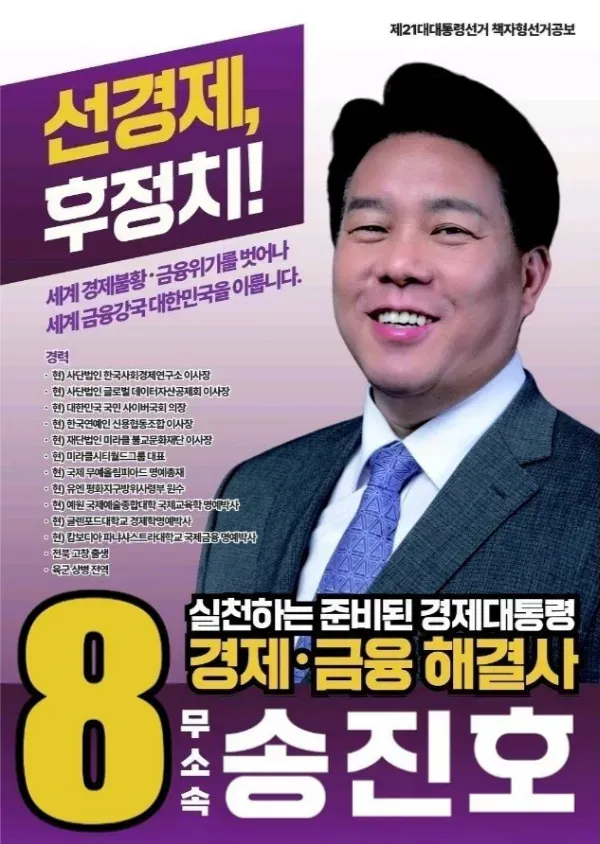 제21대대통령선거 책자형선거공보
선경제,
후정치!
세계 경제불황·금융위기를 벗어나
세계 금융강국 대한민국을 이룹니다.
경력
· 현) 사단법인 한국사회경제연구소 이사장
· 현) 사단법인 글로벌 데이터자산공제회 이사장
· 현) 대한민국 국민 사이버국회 의장
· 현) 한국연예인 신용협동조합 이사장
· 현) 재단법인 미라클 불교문화재단 이사장
· 현) 미라클시티월드그룹 대표
· 현) 국제 무예올림피아드 명예총재
· 현) 유엔 평화지구방위사령부 원수
· 현) 예원 국제예술종합대학 국제교육학 명예박사
· 현) 글렌포드대학교 경제학명예박사
· 현) 캄보디아 파냐사스트라대학교 국제금융 명예박사
· 전북 고창 출생
· 육군 상병 전역
실천하는 준비된 경제대통령
경제·금융 해결사
8 무소속 송진호